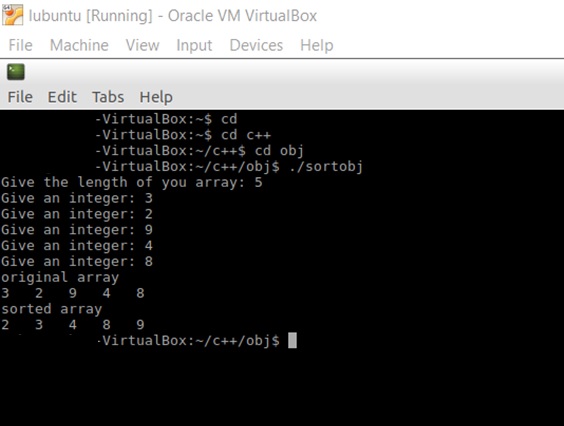 lubuntu [Running] - Oracle VM VirtualBox
File Machine View Input Devices Help
File Edit Tabs Help
-VirtualBox:~$ cd
-VirtualBox:~$ cd c++
-VirtualBox:~/c++$ cd obj
-VirtualBox:~/c++/obj$ ./sortobj
Give the length of you array: 5
Give an integer: 3
Give an integer: 2
Give an integer: 9
Give an integer: 4
Give an integer: 8
original array
3 2 9 4 8
sorted array
2 3 4 8 9
-VirtualBox:~/c++/obj$